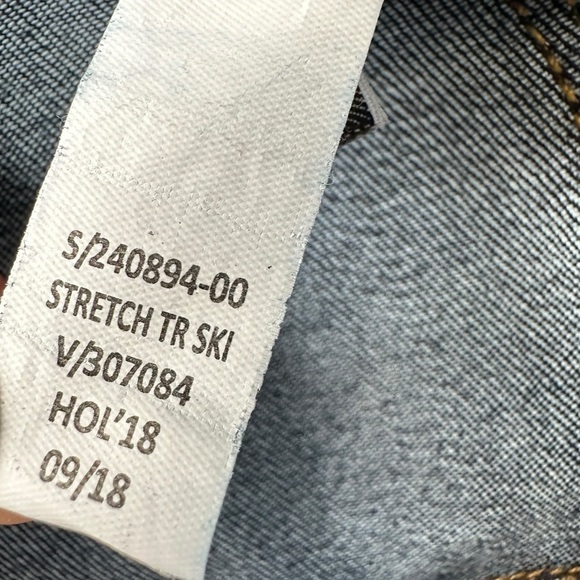 S/240894-00
STRETCH TR SKI
V/307084
HOL'18
09/18